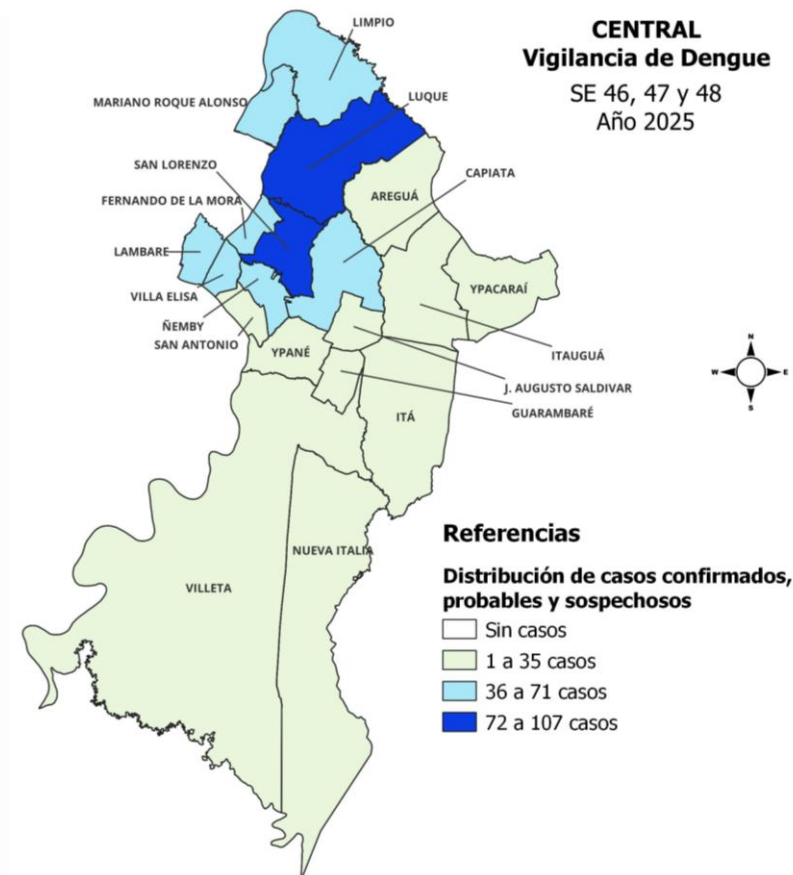 CENTRAL
Vigilancia de Dengue
SE 46, 47 y 48
Año 2025
LIMPIO
MARIANO ROQUE ALONSO
LUQUE
SAN LORENZO
CAPIATA
FERNANDO DE LA MORA
AREGUÁ
LAMBARE
VILLA ELISA
YPACARAÍ
ÑEMBY
SAN ANTONIO
YPANÉ
ITAUGUÁ
J. AUGUSTO SALDIVAR
GUARAMBARÉ
ITÁ
N
W
E
S
NUEVA ITALIA
VILLETA
Referencias
Distribución de casos confirmados,
probables y sospechosos
Sin casos
1 a 35 casos
36 a 71 casos
72 a 107 casos